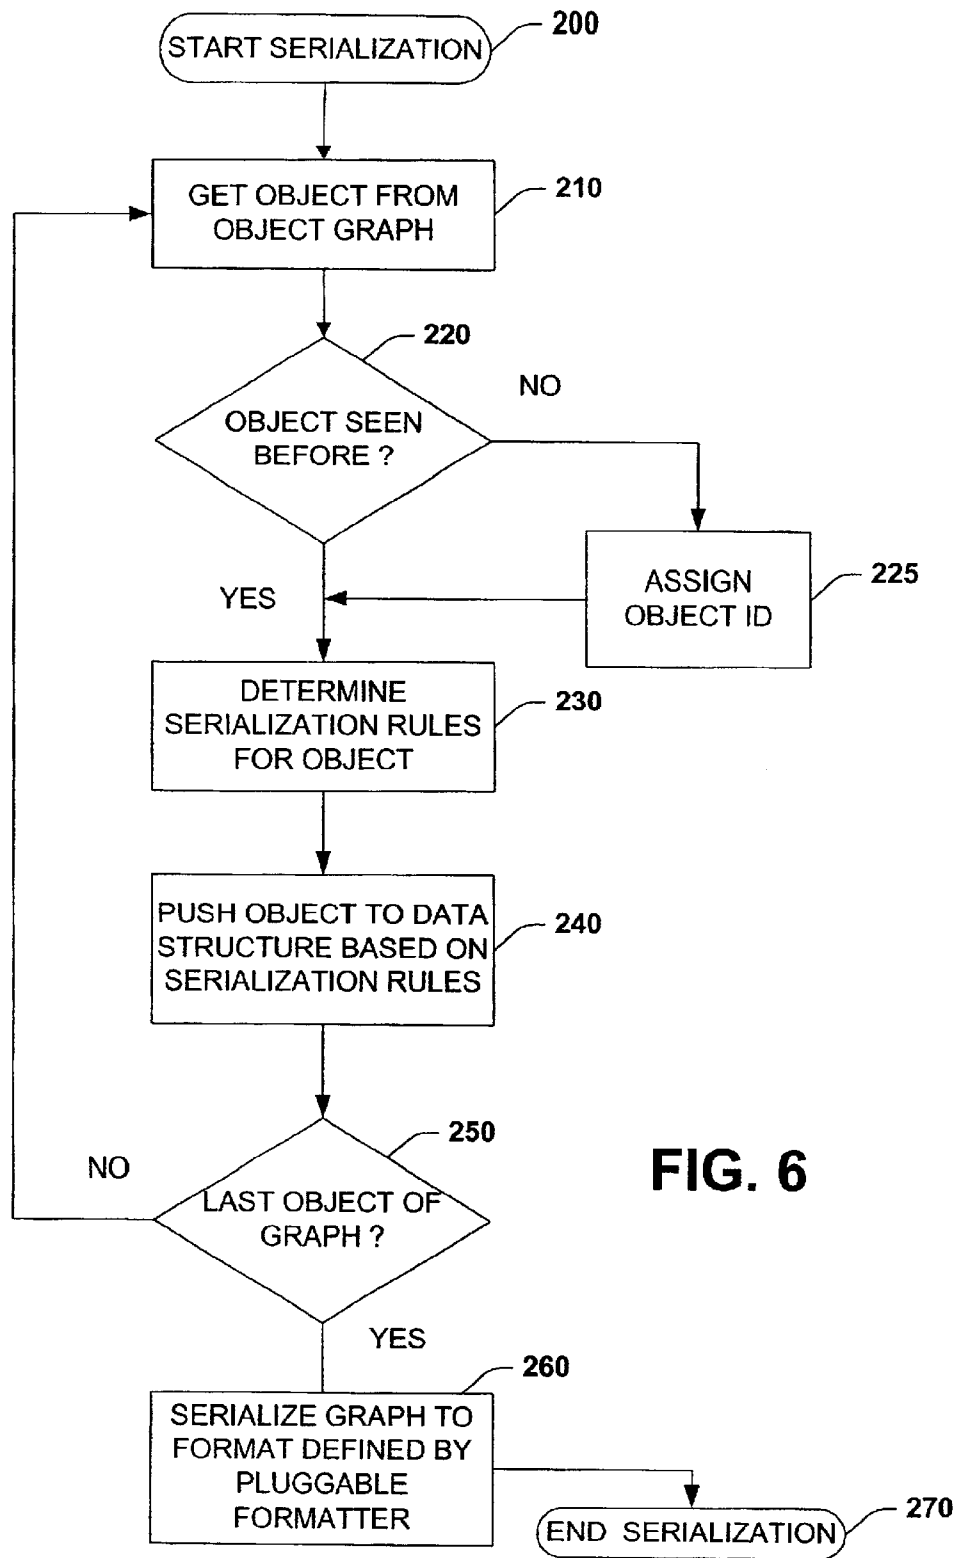 START SERIALIZATION
200
GET OBJECT FROM
OBJECT GRAPH
210
220
OBJECT SEEN
BEFORE ?
NO
YES
ASSIGN
OBJECT ID
225
DETERMINE
SERIALIZATION RULES
FOR OBJECT
230
PUSH OBJECT TO DATA
STRUCTURE BASED ON
SERIALIZATION RULES
240
250
NO
LAST OBJECT OF
GRAPH ?
FIG. 6
YES
260
SERIALIZE GRAPH TO
FORMAT DEFINED BY
PLUGGABLE
FORMATTER
END SERIALIZATION
270